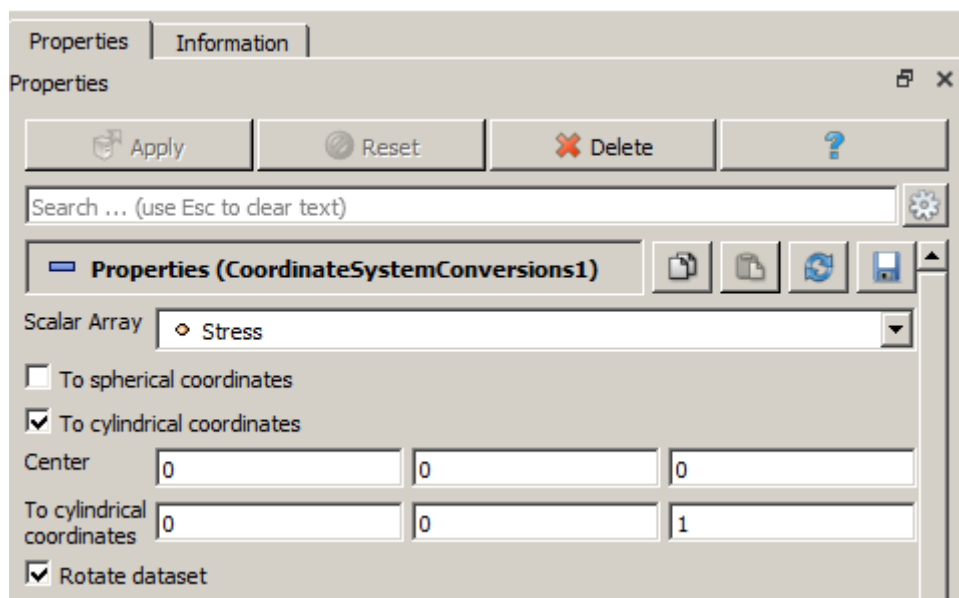 Properties Information
Properties
Apply Reset Delete ?
Search ... (use Esc to clear text)
Properties (CoordinateSystemConversions1)
Scalar Array Stress
To spherical coordinates
To cylindrical coordinates
Center 0 0 0
To cylindrical
coordinates 0 0 1
Rotate dataset